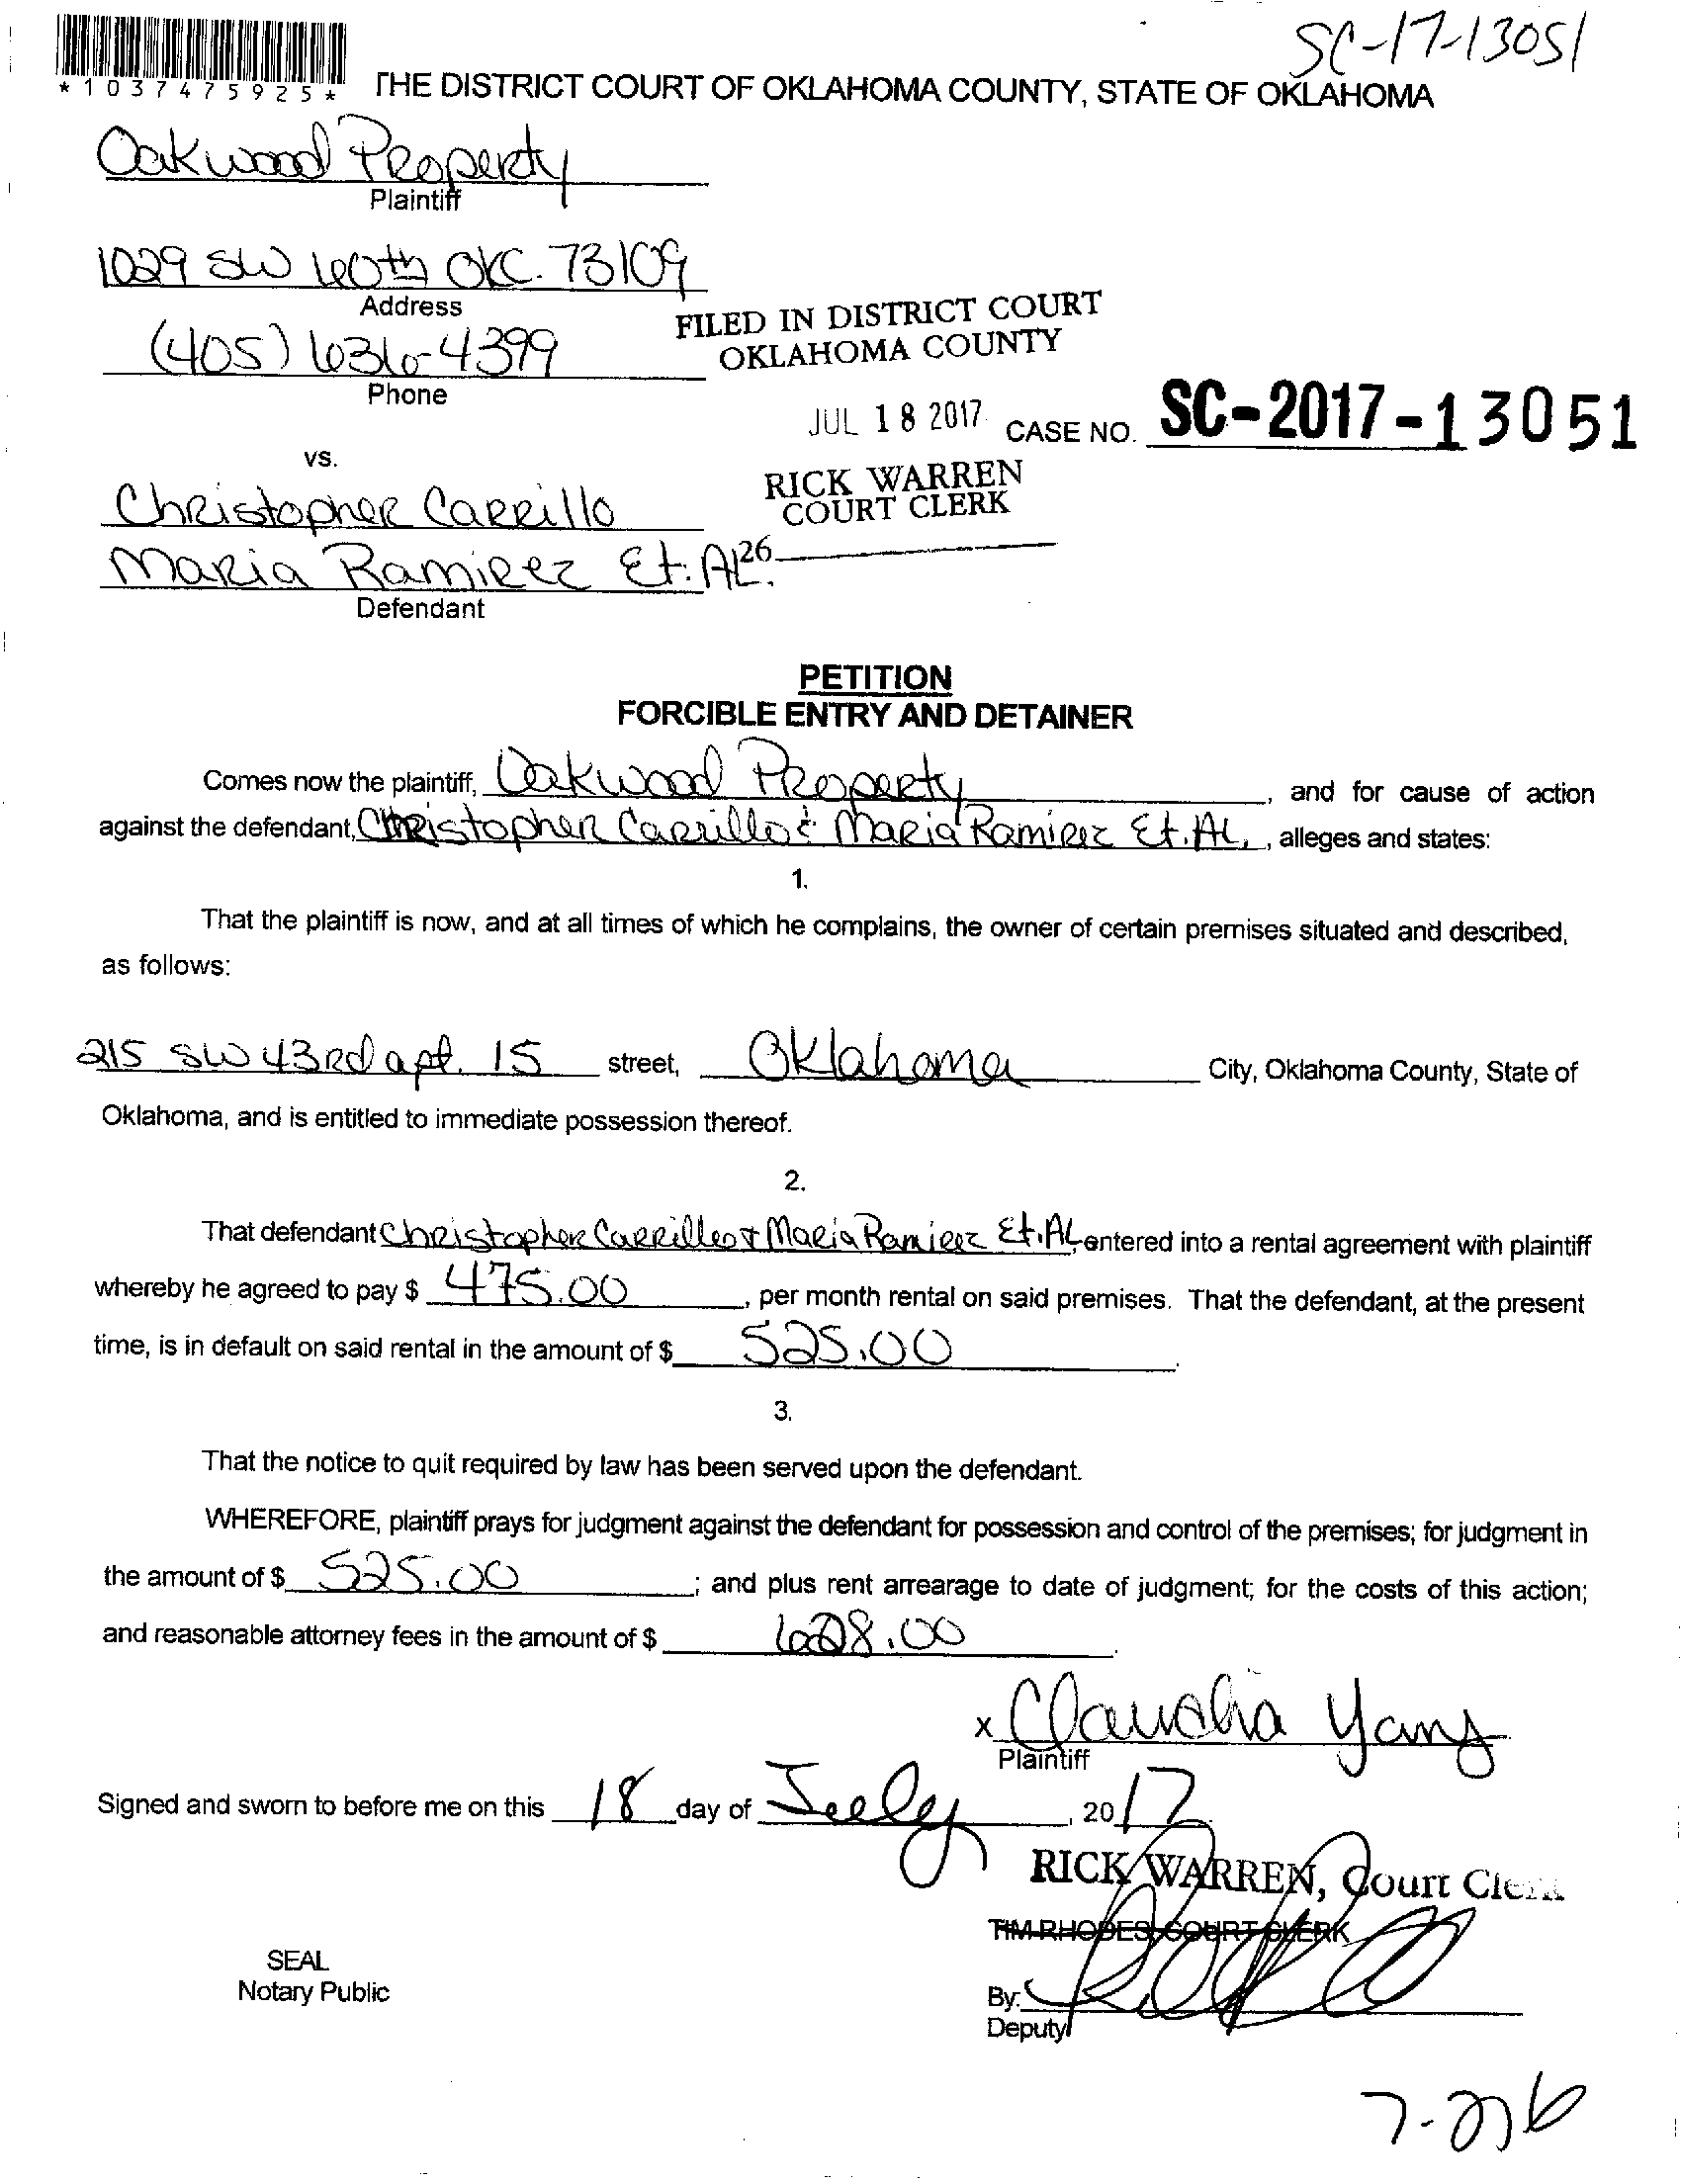 SC-17-13051
*1037475925*
THE DISTRICT COURT OF OKLAHOMA COUNTY, STATE OF OKLAHOMA
Oakwood Property
Plaintiff
1029 SW 60th OKC. 73109
Address
(405) 636-4399
Phone
FILED IN DISTRICT COURT
OKLAHOMA COUNTY
JUL 18 2017
CASE NO. SC-2017-13051
vs.
RICK WARREN
COURT CLERK
Christopher Carrillo
26
Maria Ramirez Et. AL.
Defendant
PETITION
FORCIBLE ENTRY AND DETAINER
Comes now the plaintiff, Oakwood Property, and for cause of action
against the defendant, Christopher Carrillo & Maria Ramirez Et. AL, , alleges and states:
1.
That the plaintiff is now, and at all times of which he complains, the owner of certain premises situated and described,
as follows:
215 SW 43rd apt. 15 street, Oklahoma City, Oklahoma County, State of
Oklahoma, and is entitled to immediate possession thereof.
2.
That defendant Christopher Carrillo & Maria Ramirez Et. AL, entered into a rental agreement with plaintiff
whereby he agreed to pay $ 475.00, per month rental on said premises. That the defendant, at the present
time, is in default on said rental in the amount of $ 525.00.
3.
That the notice to quit required by law has been served upon the defendant.
WHEREFORE, plaintiff prays for judgment against the defendant for possession and control of the premises; for judgment in
the amount of $ 525.00; and plus rent arrearage to date of judgment; for the costs of this action;
and reasonable attorney fees in the amount of $ 628.00.
x Claudia Yang
Plaintiff
Signed and sworn to before me on this 18 day of July, 2017.
RICK WARREN, Court Clerk
TIM RHODES, COURT CLERK
SEAL
Notary Public
By:
Deputy